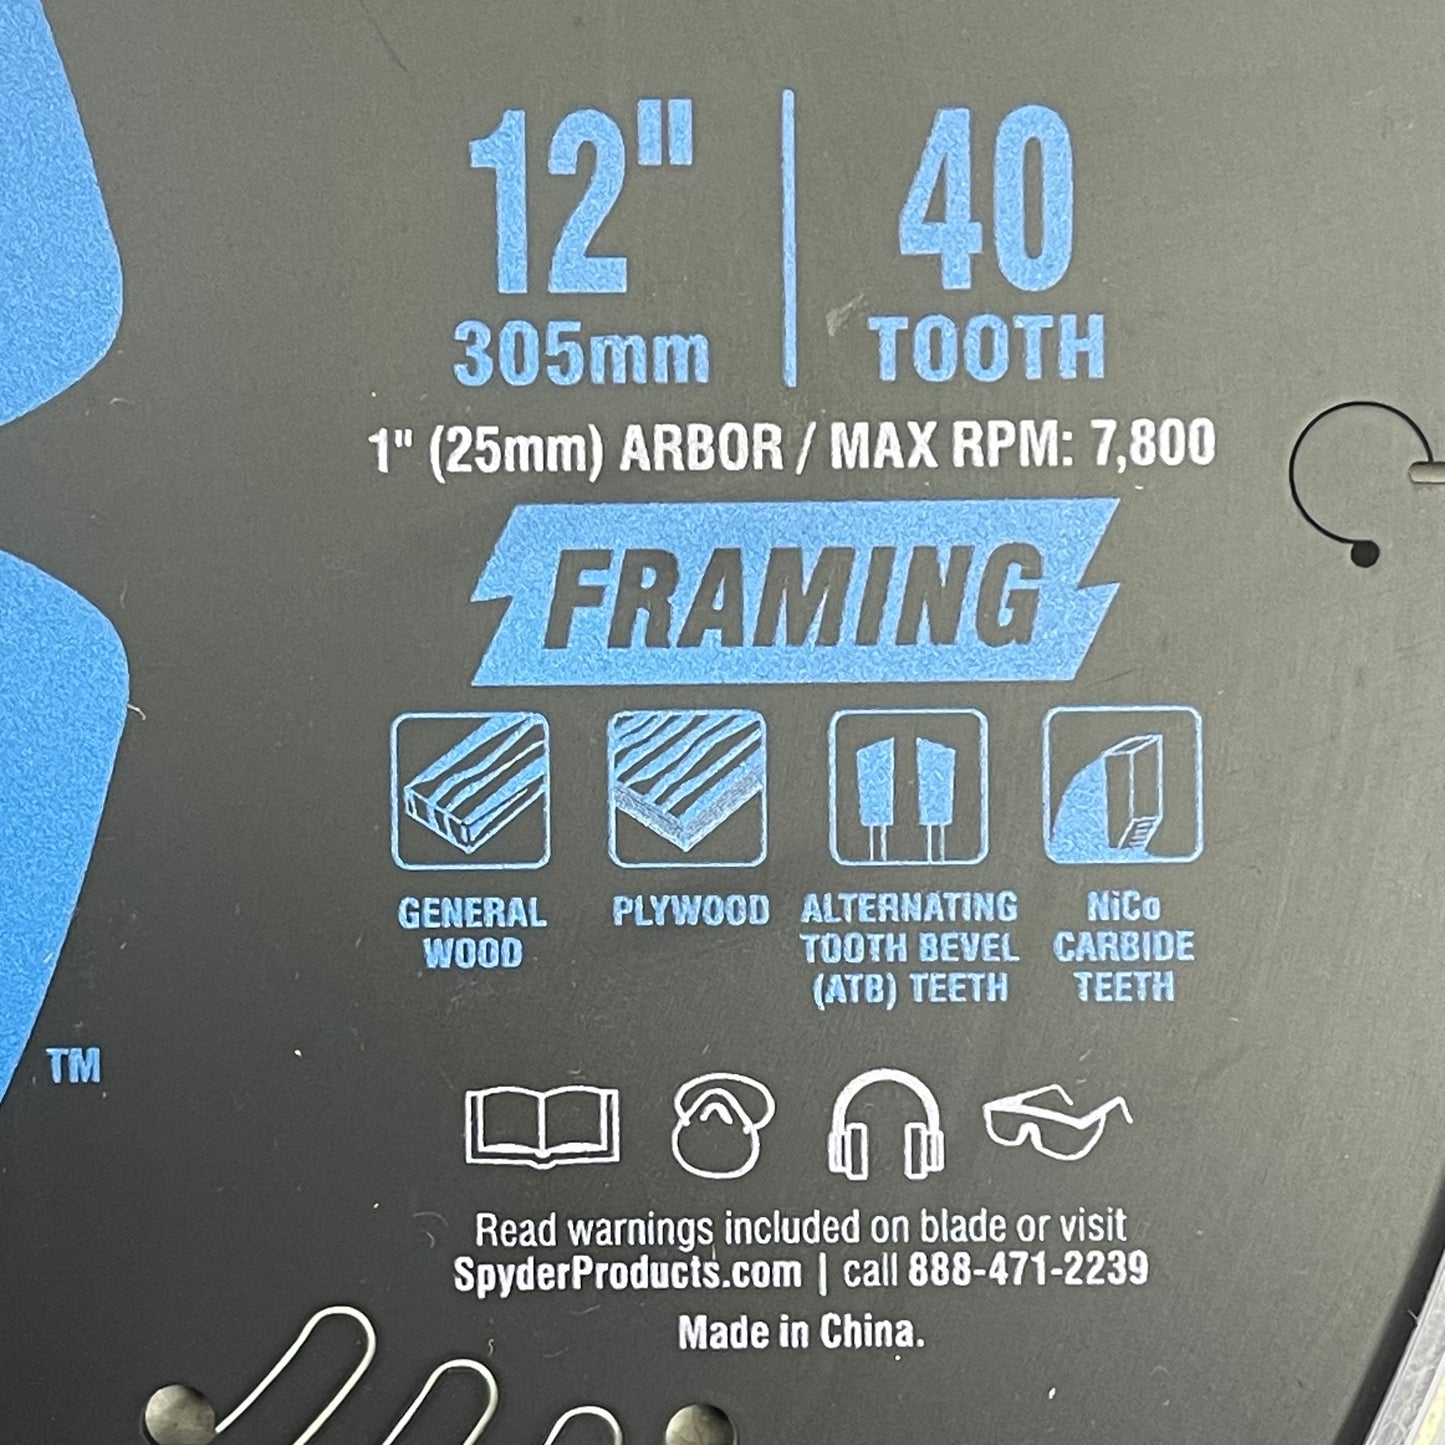 12" | 40
305mm TOOTH
1" (25mm) ARBOR / MAX RPM: 7,800
FRAMING
GENERAL WOOD
PLYWOOD
ALTERNATING TOOTH BEVEL (ATB) TEETH
NiCo CARBIDE TEETH
TM
Read warnings included on blade or visit
SpyderProducts.com | call 888-471-2239
Made in China.